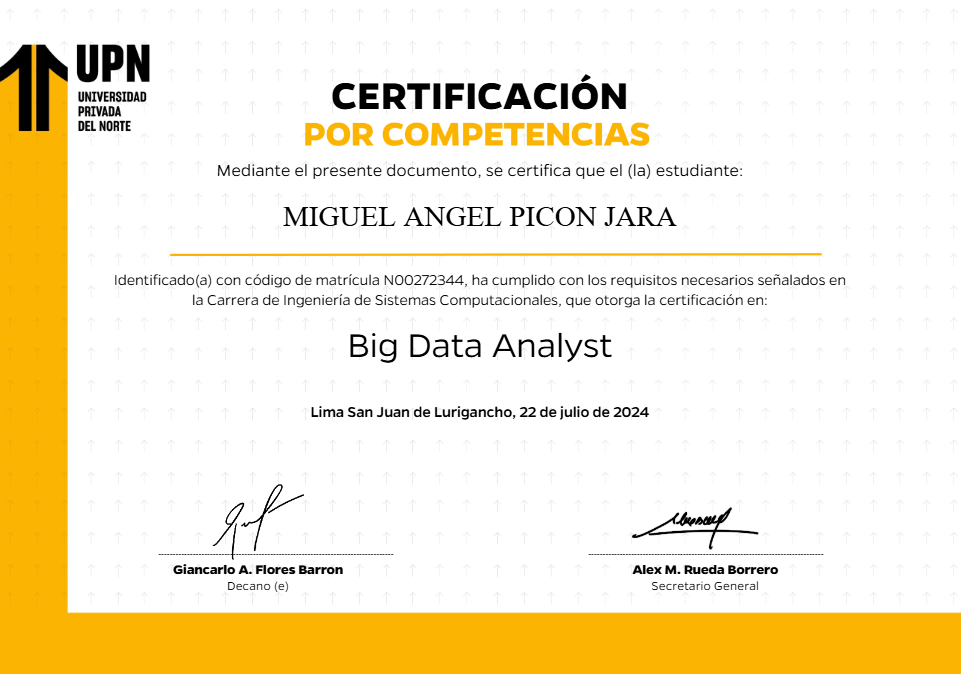 UPN
UNIVERSIDAD
PRIVADA
DEL NORTE
CERTIFICACIÓN
POR COMPETENCIAS
Mediante el presente documento, se certifica que el (la) estudiante:
MIGUEL ANGEL PICON JARA
Identificado(a) con código de matrícula N00272344, ha cumplido con los requisitos necesarios señalados en
la Carrera de Ingeniería de Sistemas Computacionales, que otorga la certificación en:
Big Data Analyst
Lima San Juan de Lurigancho, 22 de julio de 2024
Giancarlo A. Flores Barron
Decano (e)
Alex M. Rueda Borrero
Secretario General